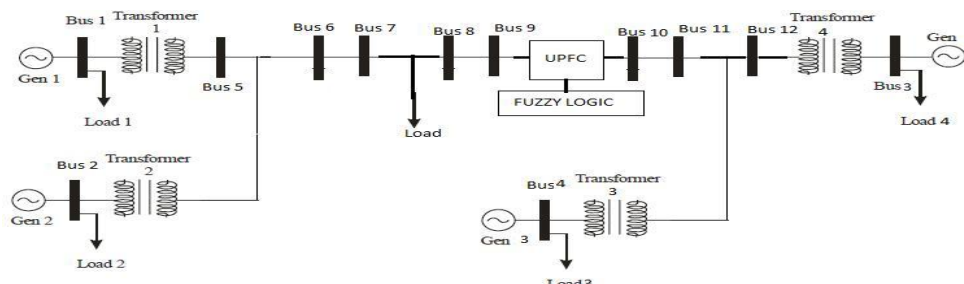 Bus 1
Transformer
1
Gen 1
Load 1
Bus 5
Bus 6
Bus 7
Load
Bus 8
Bus 9
UPFC
FUZZY LOGIC
Bus 10
Bus 11
Bus 12
Transformer
4
Gen
Bus 3
Load 4
Bus 2
Transformer
2
Gen 2
Load 2
Bus4
Transformer
3
Gen 3
Load3